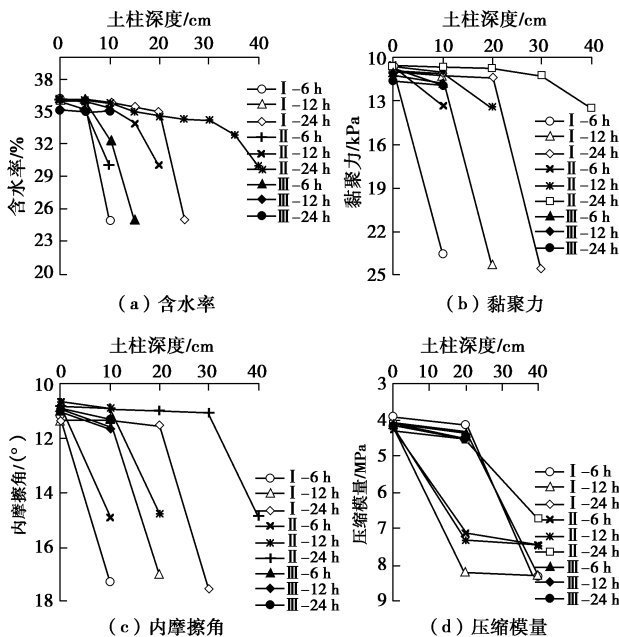 土柱深度/cm
0 10 20 30 40
38
35
32
29
26
23
20
含水率/%
Ⅰ-6 h
Ⅰ-12 h
Ⅰ-24 h
Ⅱ-6 h
Ⅱ-12 h
Ⅱ-24 h
Ⅲ-6 h
Ⅲ-12 h
Ⅲ-24 h
(a) 含水率
土柱深度/cm
0 10 20 30 40
10
13
19
22
25
黏聚力/kPa
Ⅰ-6 h
Ⅰ-12 h
Ⅰ-24 h
Ⅱ-6 h
Ⅱ-12 h
Ⅱ-24 h
Ⅲ-6 h
Ⅲ-12 h
Ⅲ-24 h
(b) 黏聚力
土柱深度/cm
0 10 20 30 40
10
11
14
16
18
内摩擦角/(°)
Ⅰ-6 h
Ⅰ-12 h
Ⅰ-24 h
Ⅱ-6 h
Ⅱ-12 h
Ⅱ-24 h
Ⅲ-6 h
Ⅲ-12 h
Ⅲ-24 h
(c) 内摩擦角
土柱深度/cm
0 10 20 30 40
3
4
5
7
8
9
压缩模量/MPa
Ⅰ-6 h
Ⅰ-12 h
Ⅰ-24 h
Ⅱ-6 h
Ⅱ-12 h
Ⅱ-24 h
Ⅲ-6 h
Ⅲ-12 h
Ⅲ-24 h
(d) 压缩模量